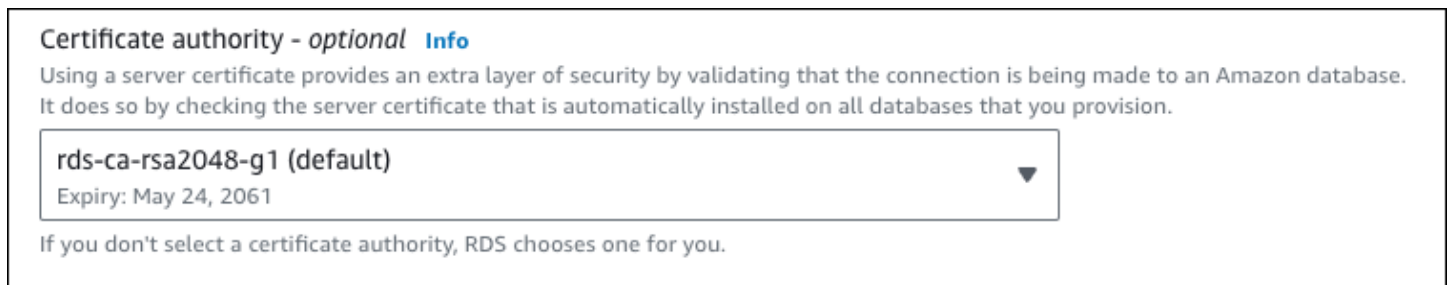 Certificate authority - optional Info
Using a server certificate provides an extra layer of security by validating that the connection is being made to an Amazon database.
It does so by checking the server certificate that is automatically installed on all databases that you provision.
rds-ca-rsa2048-g1 (default)
Expiry: May 24, 2061
If you don't select a certificate authority, RDS chooses one for you.